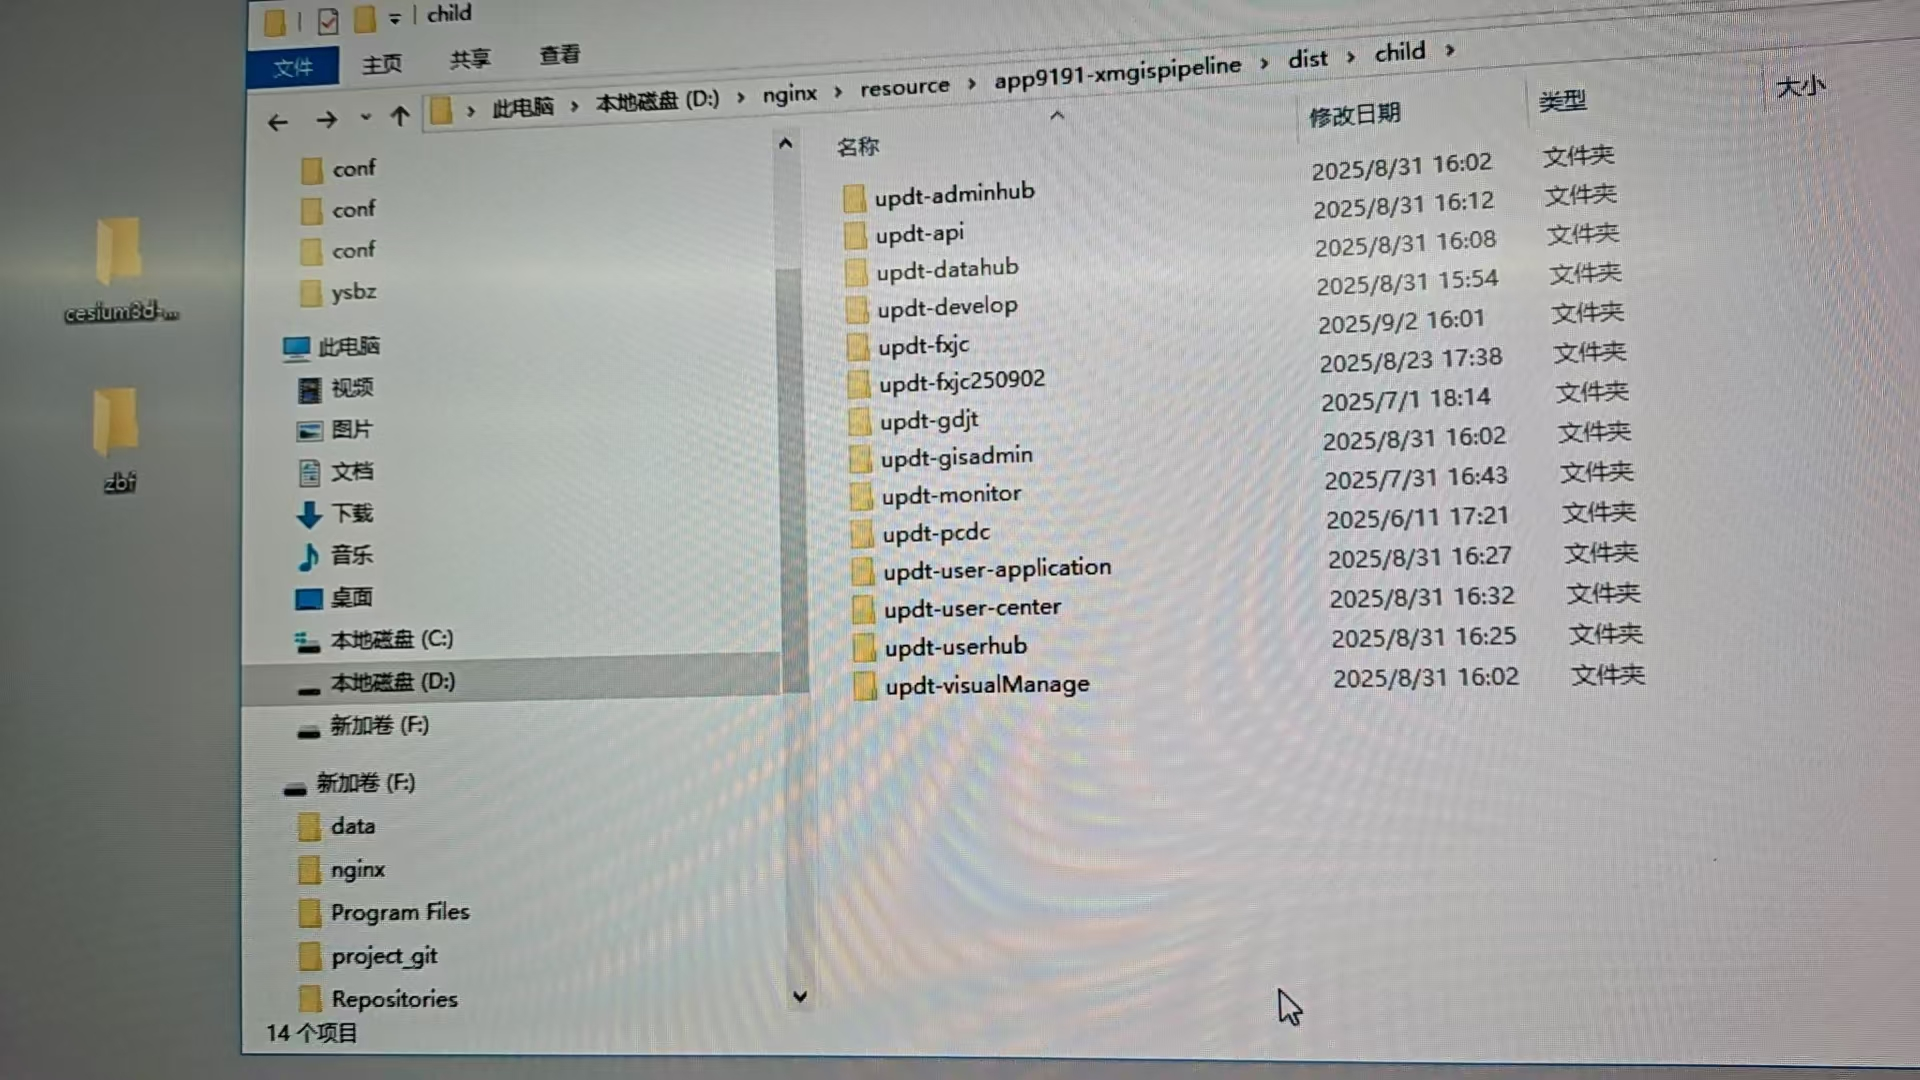 child
文件 主页 共享 查看
此电脑 › 本地磁盘 (D:) › nginx › resource › app9191-xmgispipeline › dist › child ›
名称 修改日期 类型 大小
updt-adminhub 2025/8/31 16:02 文件夹
updt-api 2025/8/31 16:12 文件夹
updt-datahub 2025/8/31 16:08 文件夹
updt-develop 2025/8/31 15:54 文件夹
updt-fxjc 2025/9/2 16:01 文件夹
updt-fxjc250902 2025/8/23 17:38 文件夹
updt-gdjt 2025/7/1 18:14 文件夹
updt-gisadmin 2025/8/31 16:02 文件夹
updt-monitor 2025/7/31 16:43 文件夹
updt-pcdc 2025/6/11 17:21 文件夹
updt-user-application 2025/8/31 16:27 文件夹
updt-user-center 2025/8/31 16:32 文件夹
updt-userhub 2025/8/31 16:25 文件夹
updt-visualManage 2025/8/31 16:02 文件夹
conf
conf
conf
ysbz
此电脑
视频
图片
文档
下载
音乐
桌面
本地磁盘 (C:)
本地磁盘 (D:)
新加卷 (F:)
新加卷 (F:)
data
nginx
Program Files
project_git
Repositories
14 个项目
cesium3d-...
zbf